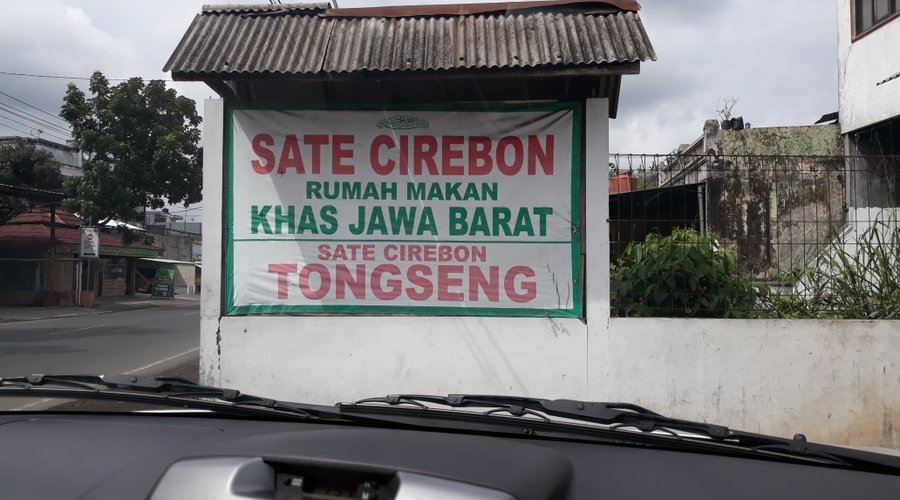 SATE CIREBON
RUMAH MAKAN
KHAS JAWA BARAT
SATE CIREBON
TONGSENG